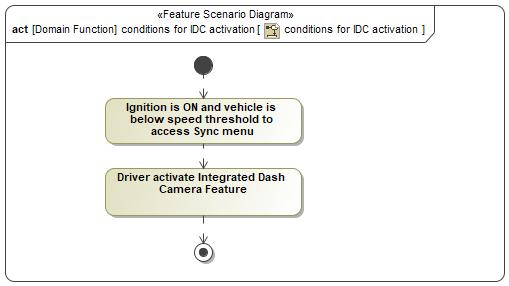 «Feature Scenario Diagram»
act [Domain Function] conditions for IDC activation [ conditions for IDC activation ]
Ignition is ON and vehicle is
below speed threshold to
access Sync menu
Driver activate Integrated Dash
Camera Feature